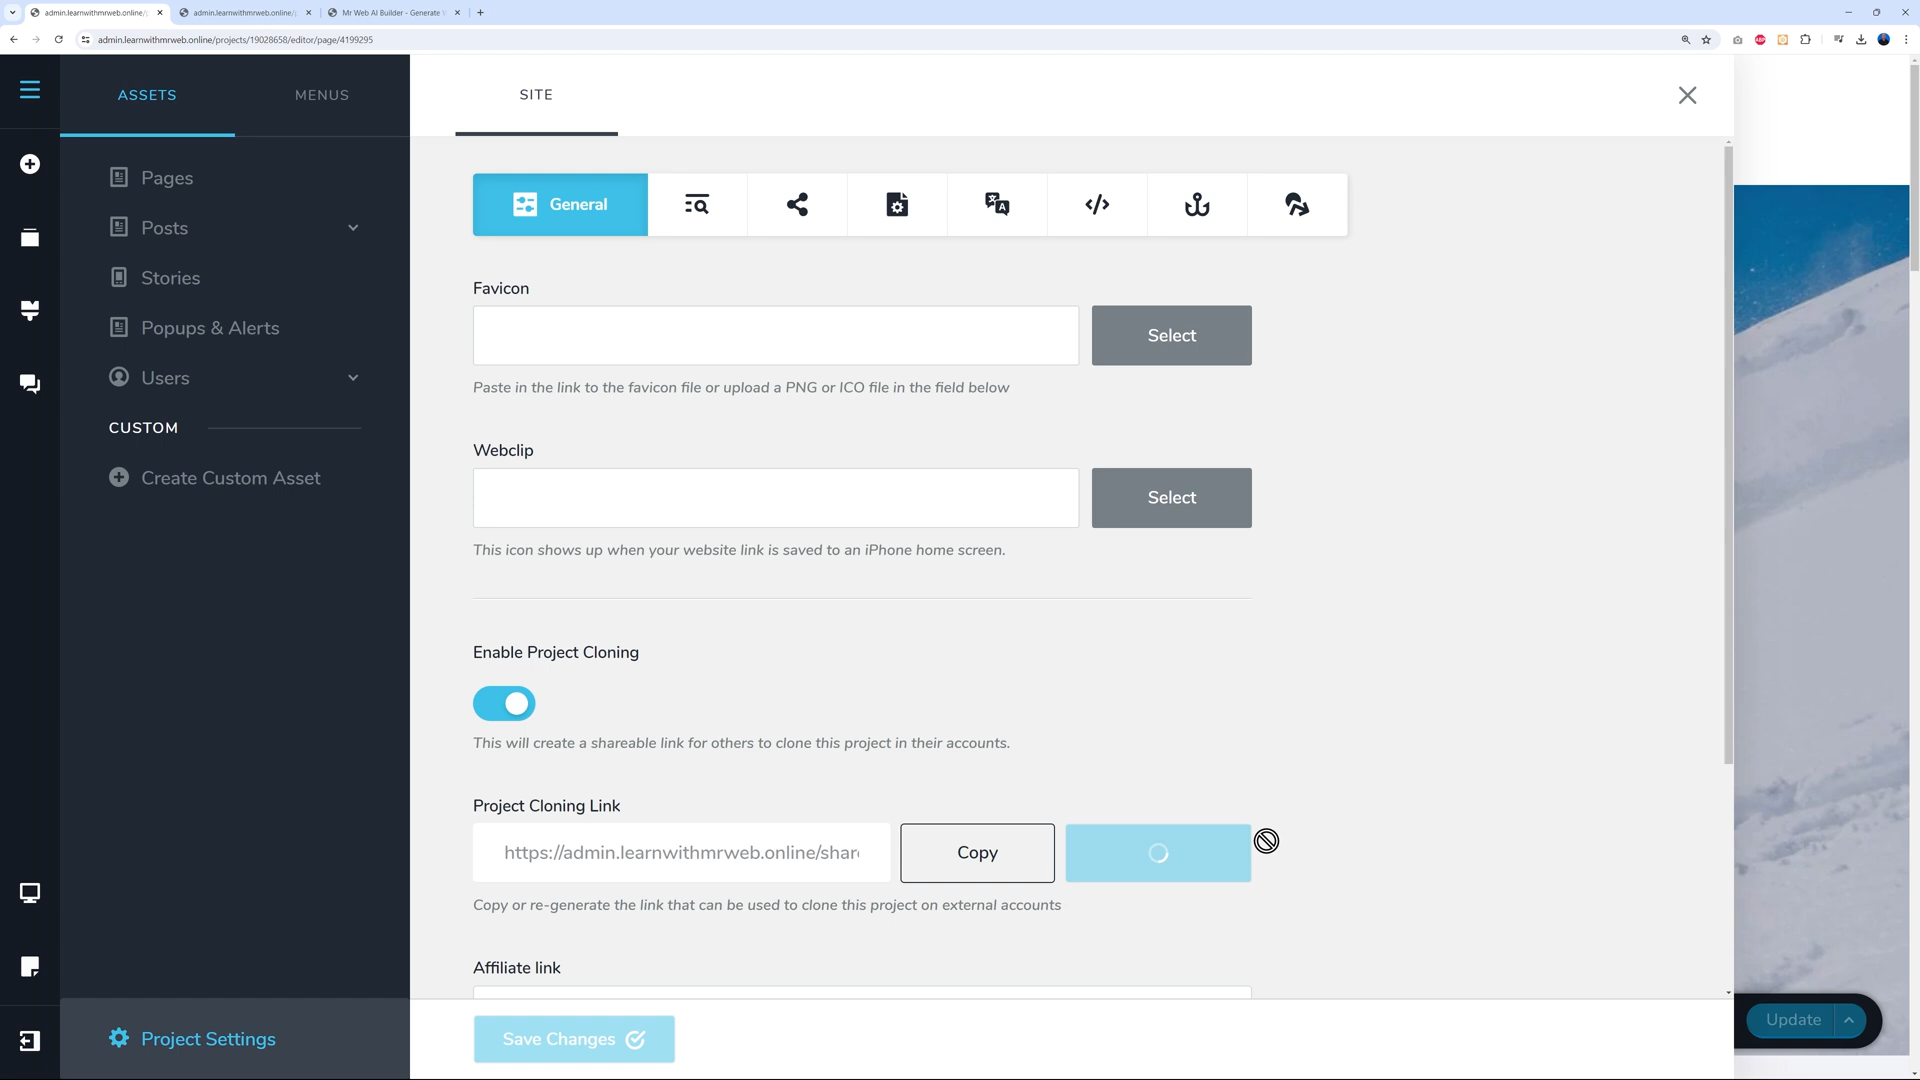 admin.learnwithmrweb.online/p
admin.learnwithmrweb.online/p
Mr Web AI Builder - Generate
admin.learnwithmrweb.online/projects/19028658/editor/page/4199295
ABP
ASSETS
MENUS
SITE
Pages
Posts
Stories
Popups & Alerts
Users
CUSTOM
Create Custom Asset
Project Settings
General
Favicon
Select
Paste in the link to the favicon file or upload a PNG or ICO file in the field below
Webclip
Select
This icon shows up when your website link is saved to an iPhone home screen.
Enable Project Cloning
This will create a shareable link for others to clone this project in their accounts.
Project Cloning Link
https://admin.learnwithmrweb.online/shar
Copy
Copy or re-generate the link that can be used to clone this project on external accounts
Affiliate link
Save Changes
Update